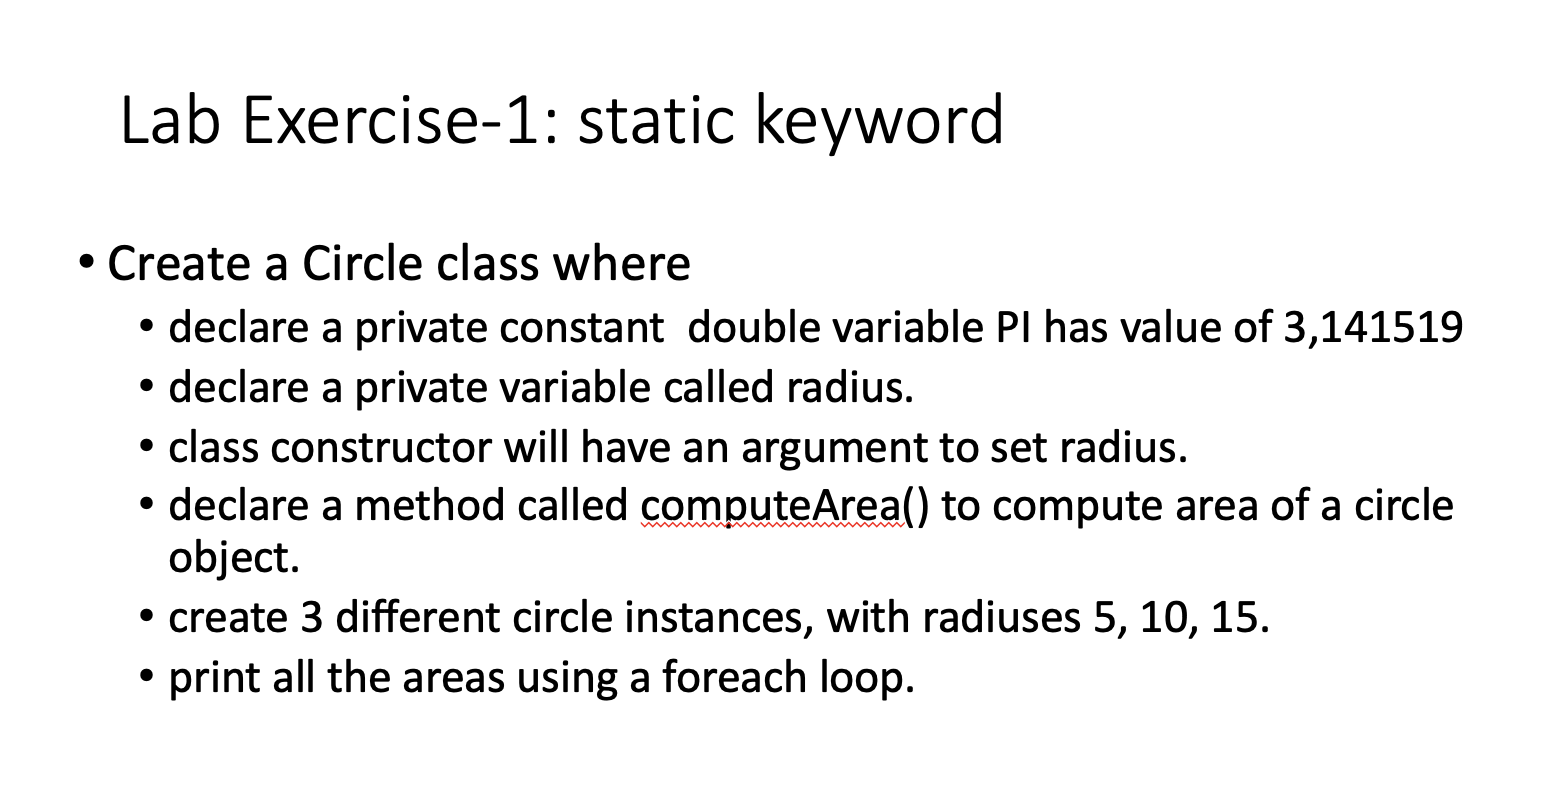 Lab Exercise-1: static keyword
• Create a Circle class where
• declare a private constant  double variable PI has value of 3,141519
• declare a private variable called radius.
• class constructor will have an argument to set radius.
• declare a method called computeArea() to compute area of a circle
object.
• create 3 different circle instances, with radiuses 5, 10, 15.
• print all the areas using a foreach loop.